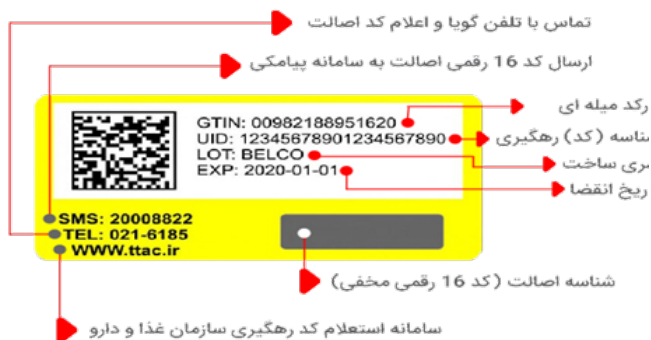 تماس با تلفن گویا و اعلام کد اصالت
ارسال کد 16 رقمی اصالت به سامانه پیامکی
GTIN: 00982188951620
رکد میله ای
UID: 12345678901234567890
ناسه (کد) رهگیری
LOT: BELCO
سری ساخت
EXP: 2020-01-01
ریخ انقضا
SMS: 20008822
TEL: 021-6185
WWW.ttac.ir
شناسه اصالت (کد 16 رقمی مخفی)
سامانه استعلام کد رهگیری سازمان غذا و دارو